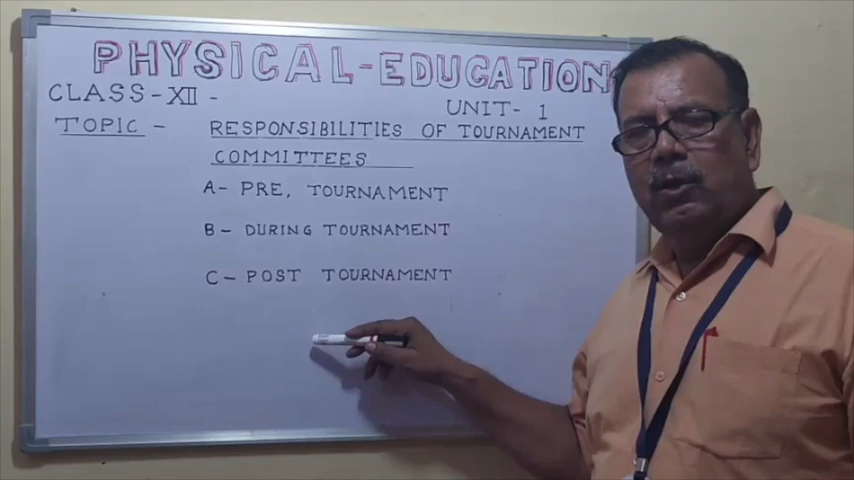 PHYSICAL-EDUCATION
CLASS-XII -
UNIT- 1
TOPIC - RESPONSIBILITIES OF TOURNAMENT
COMMITTEES
A- PRE, TOURNAMENT
B- DURING TOURNAMENT
C- POST TOURNAMENT